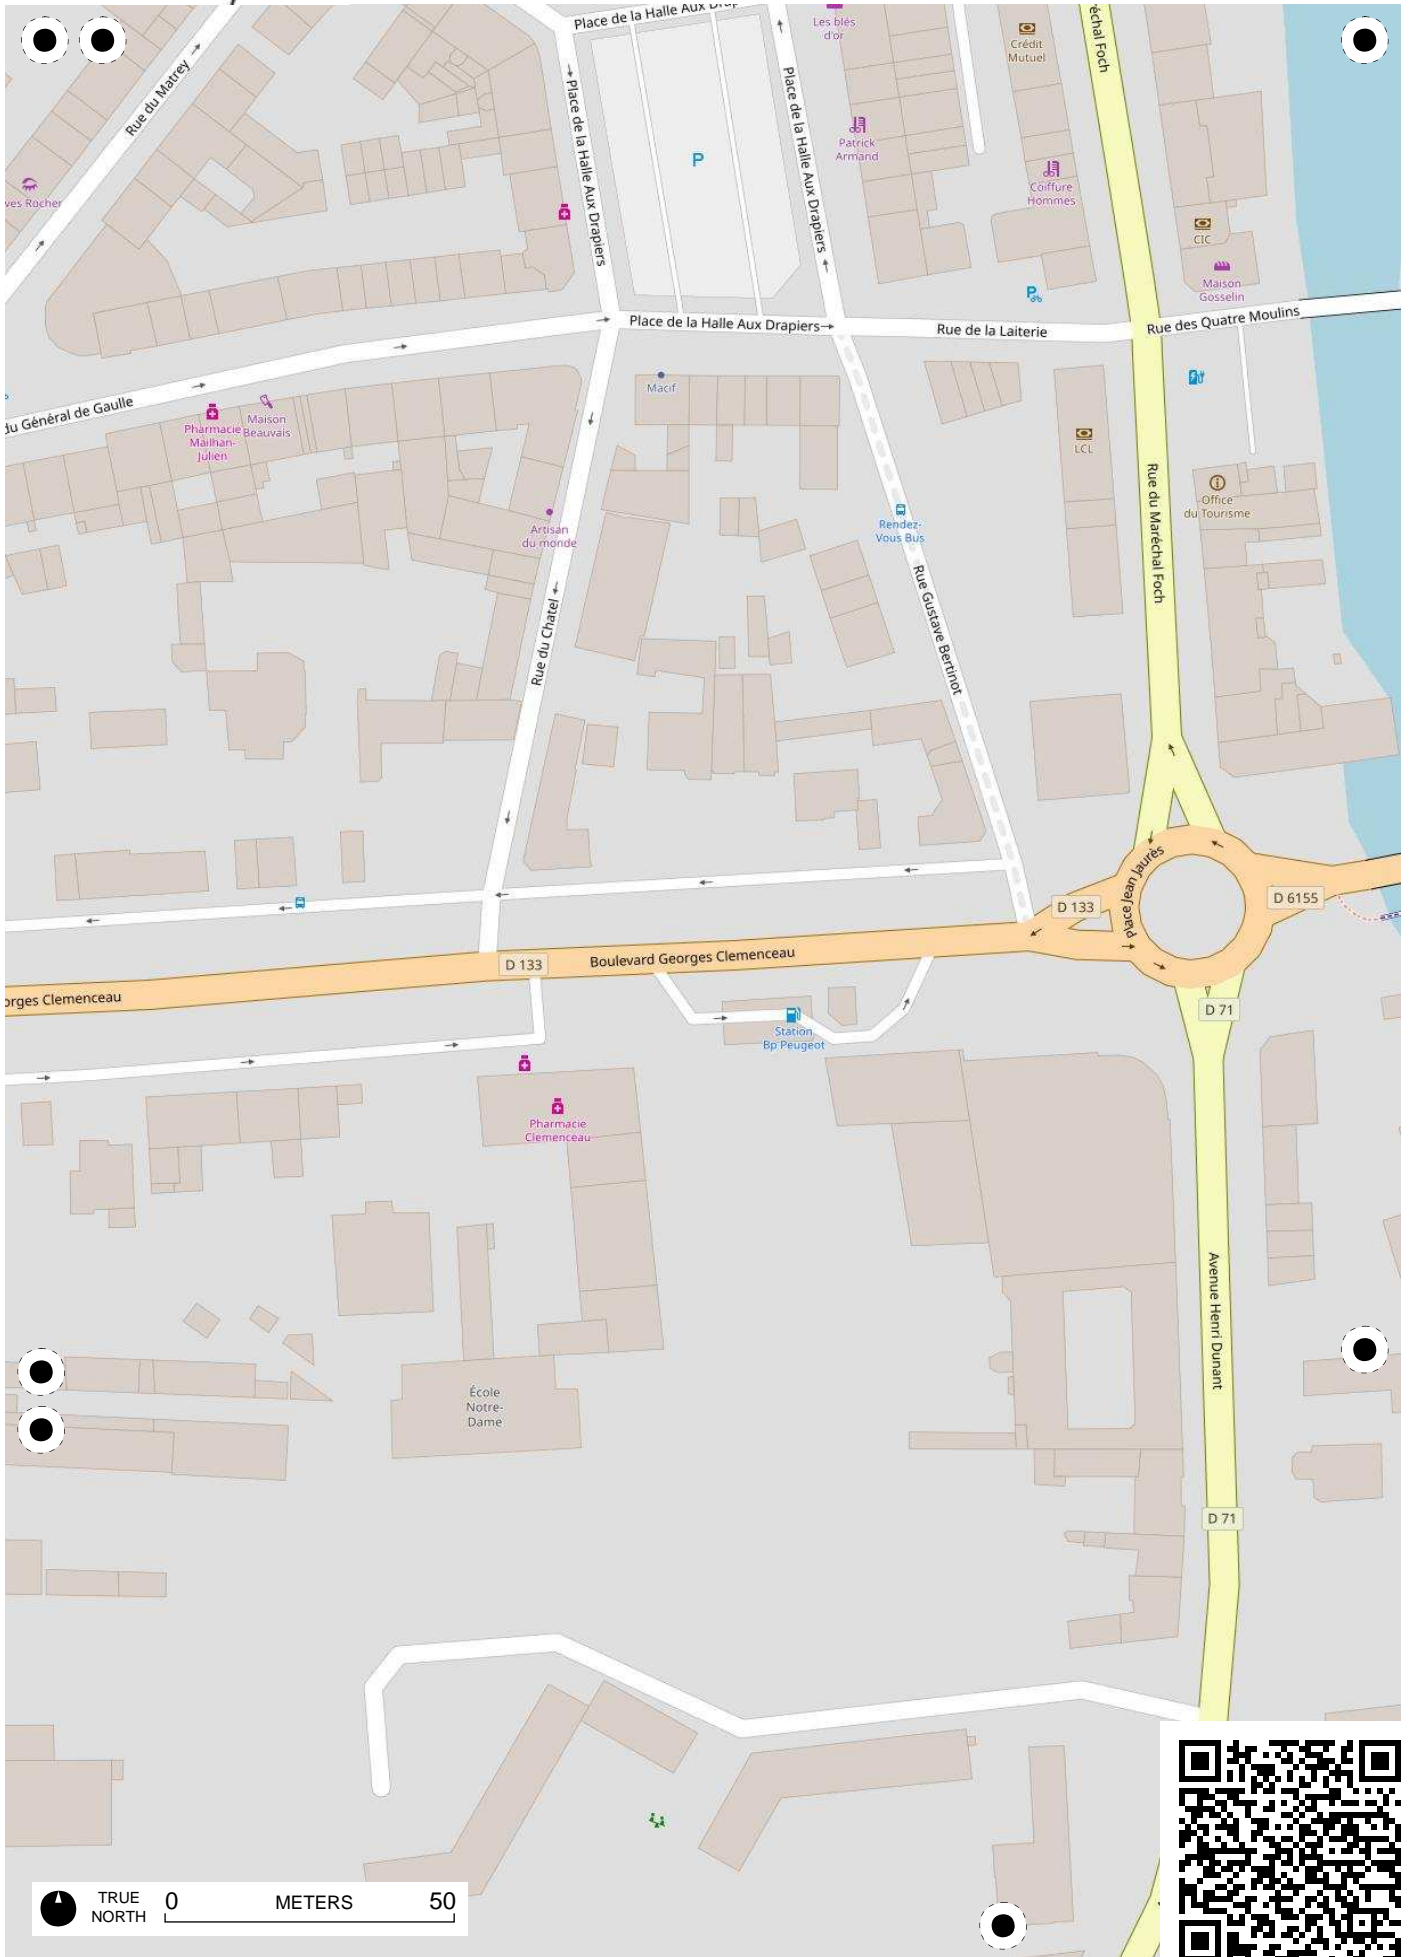 Place de la Halle Aux Drap
Les blés
d'or
Crédit
Mutuel
réchal Foch
Rue du Matrey
Place de la Halle Aux Drapiers
Place de la Halle Aux Drapiers
P
Patrick
Armand
Coiffure
Hommes
ves Rocher
CIC
Maison
Gosselin
P
Place de la Halle Aux Drapiers
Rue de la Laiterie
Rue des Quatre Moulins
Macif
du Général de Gaulle
Pharmacie
Mailhan-
Julien
Maison
Beauvais
LCL
Rue du Maréchal Foch
Office
du Tourisme
Artisan
du monde
Rendez-
Vous Bus
Rue Gustave Bertinot
Rue du Chatel
Place Jean Jaurès
D 133
D 6155
D 133
Boulevard Georges Clemenceau
orges Clemenceau
D 71
Station
Bp Peugeot
Pharmacie
Clemenceau
Avenue Henri Dunant
École
Notre-
Dame
D 71
TRUE
NORTH
0 METERS 50